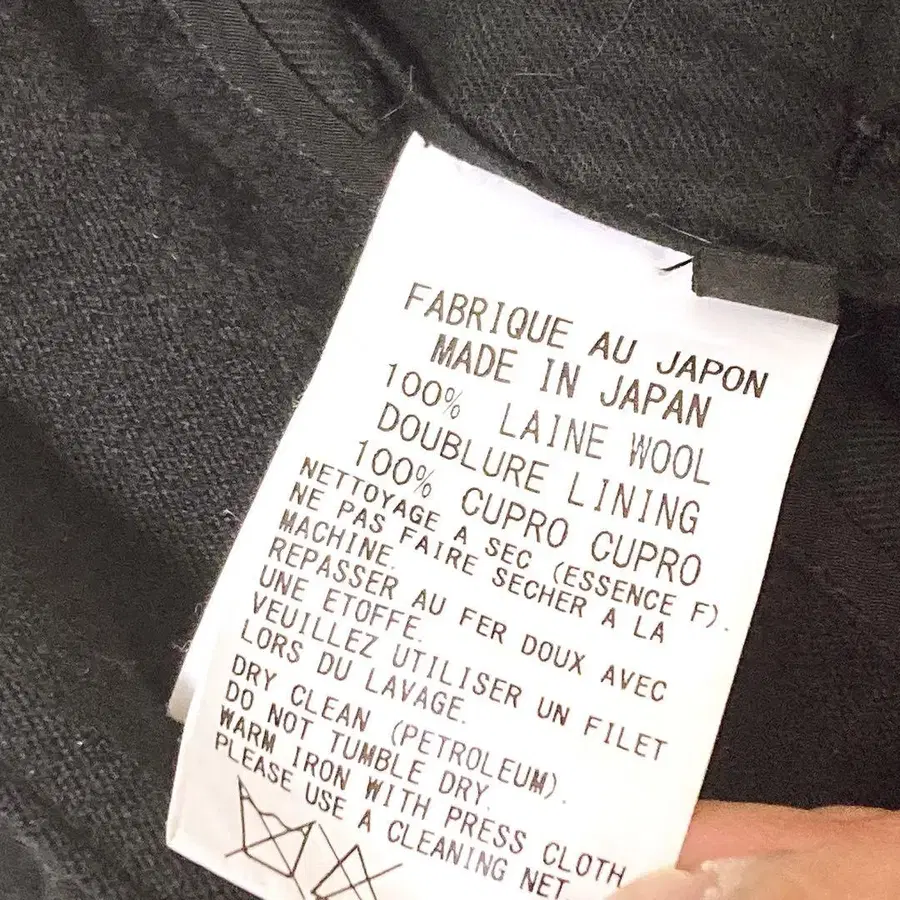 FABRIQUE AU JAPON
MADE IN JAPAN
100% LAINE WOOL
DOUBLURE LINING
100% CUPRO CUPRO
NETTOYAGE A SEC (ESSENCE F).
NE PAS FAIRE SECHER A LA
MACHINE.
REPASSER AU FER DOUX AVEC
UNE ETOFFE.
VEUILLEZ UTILISER UN FILET
LORS DU LAVAGE.
DRY CLEAN (PETROLEUM).
DO NOT TUMBLE DRY.
WARM IRON WITH PRESS CLOTH
PLEASE USE A CLEANING NET.